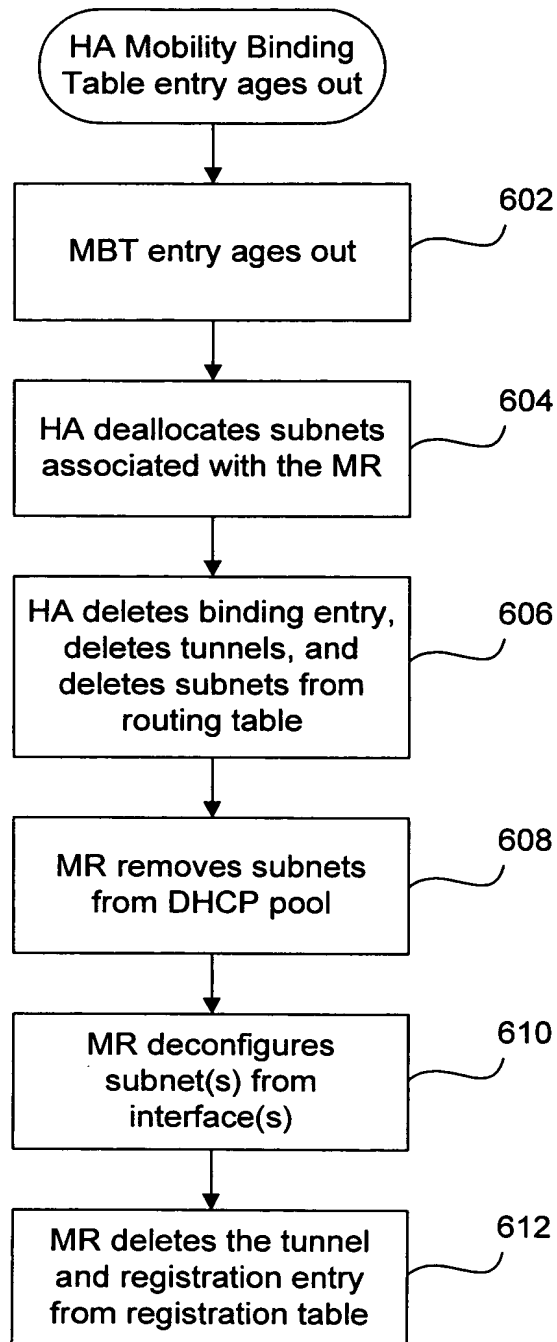 HA Mobility Binding
Table entry ages out
602
MBT entry ages out
604
HA deallocates subnets
associated with the MR
606
HA deletes binding entry,
deletes tunnels, and
deletes subnets from
routing table
608
MR removes subnets
from DHCP pool
610
MR deconfigures
subnet(s) from
interface(s)
612
MR deletes the tunnel
and registration entry
from registration table